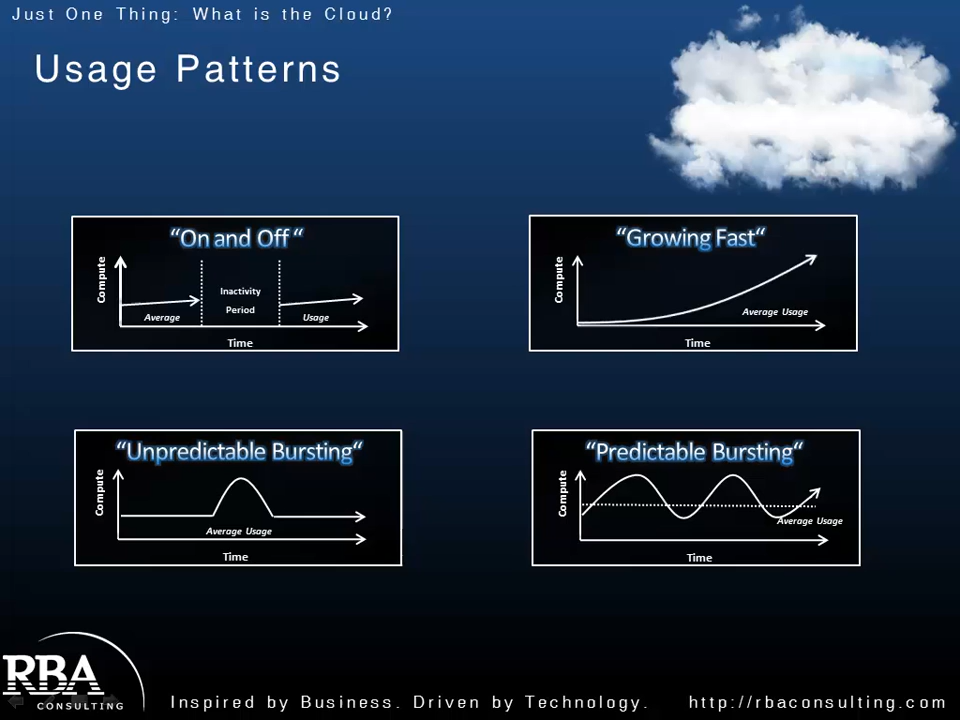 Just One Thing: What is the Cloud?
Usage Patterns
“On and Off “
Compute
Inactivity
Period
Average
Usage
Time
“Growing Fast“
Compute
Average Usage
Time
“Unpredictable Bursting“
Compute
Average Usage
Time
“Predictable Bursting“
Compute
Average Usage
Time
RBA
CONSULTING
Inspired by Business. Driven by Technology. http://rbaconsulting.com